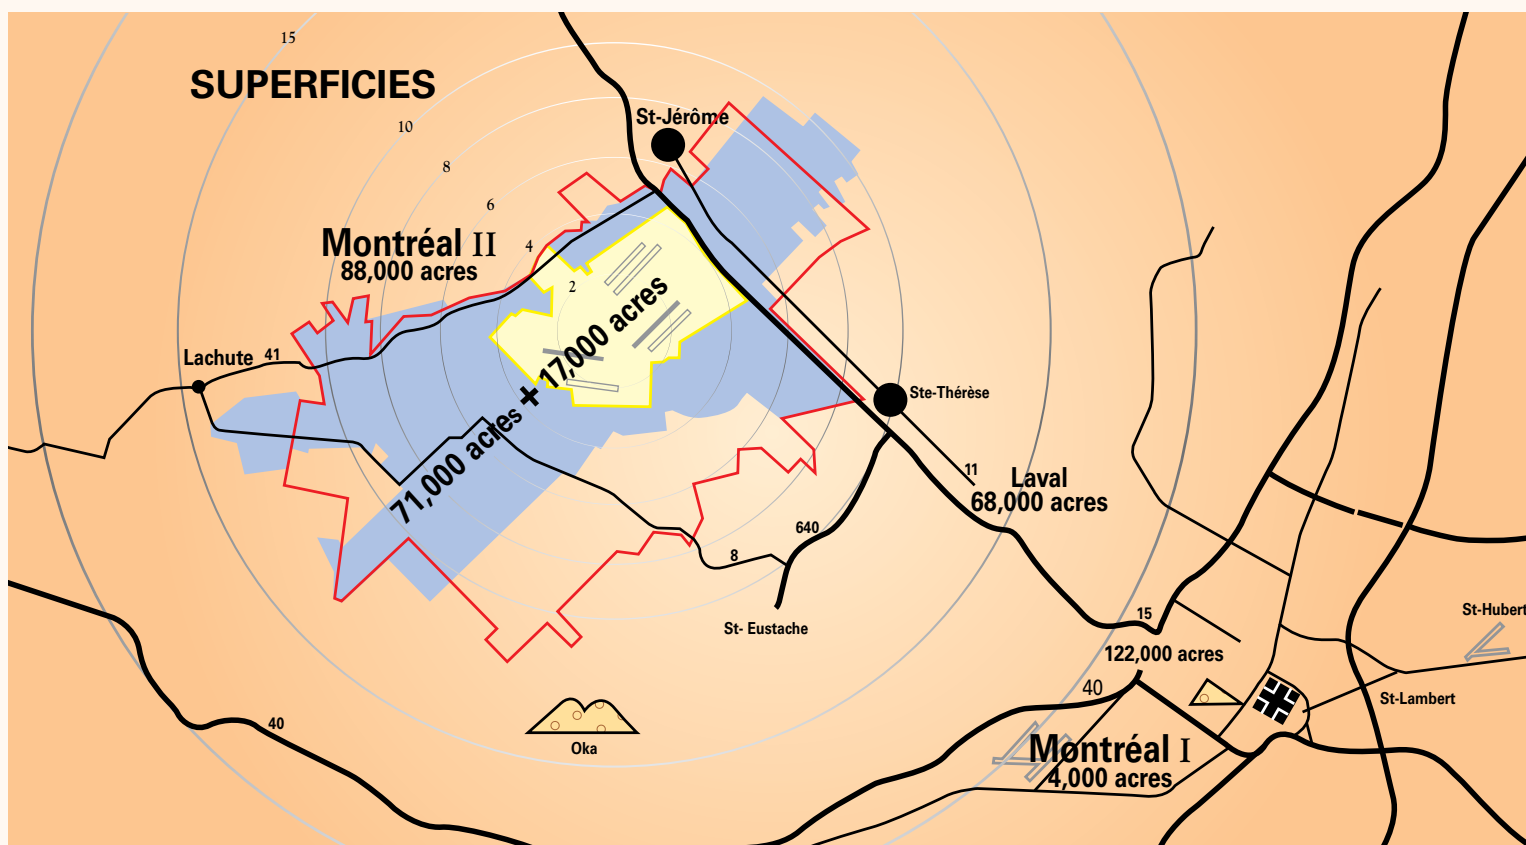 15
SUPERFICIES
10
St-Jérôme
8
6
Montréal II
88,000 acres
4
2
Lachute
41
71,000 acres + 17,000 acres
Ste-Thérèse
11
Laval
68,000 acres
640
8
St- Eustache
15
St-Hubert
122,000 acres
40
St-Lambert
40
Oka
Montréal I
4,000 acres